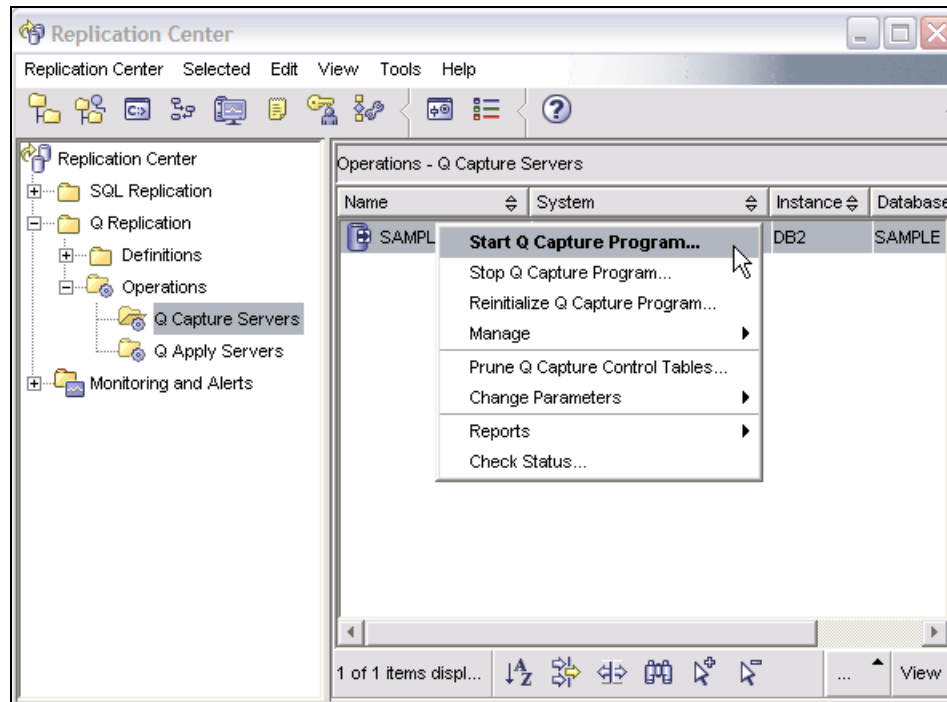 Replication Center
Replication Center Selected Edit View Tools Help
Replication Center
SQL Replication
Q Replication
Definitions
Operations
Q Capture Servers
Q Apply Servers
Monitoring and Alerts
Operations - Q Capture Servers
Name System Instance Database
SAMPL DB2 SAMPLE
Start Q Capture Program...
Stop Q Capture Program...
Reinitialize Q Capture Program...
Manage
Prune Q Capture Control Tables...
Change Parameters
Reports
Check Status...
1 of 1 items displ... ... View